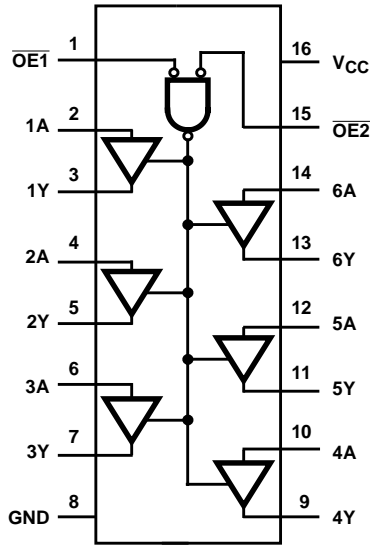 1 16
OE1 VCC
2 15
1A OE2
3 14
1Y 6A
4 13
2A 6Y
5 12
2Y 5A
6 11
3A 5Y
7 10
3Y 4A
8 9
GND 4Y